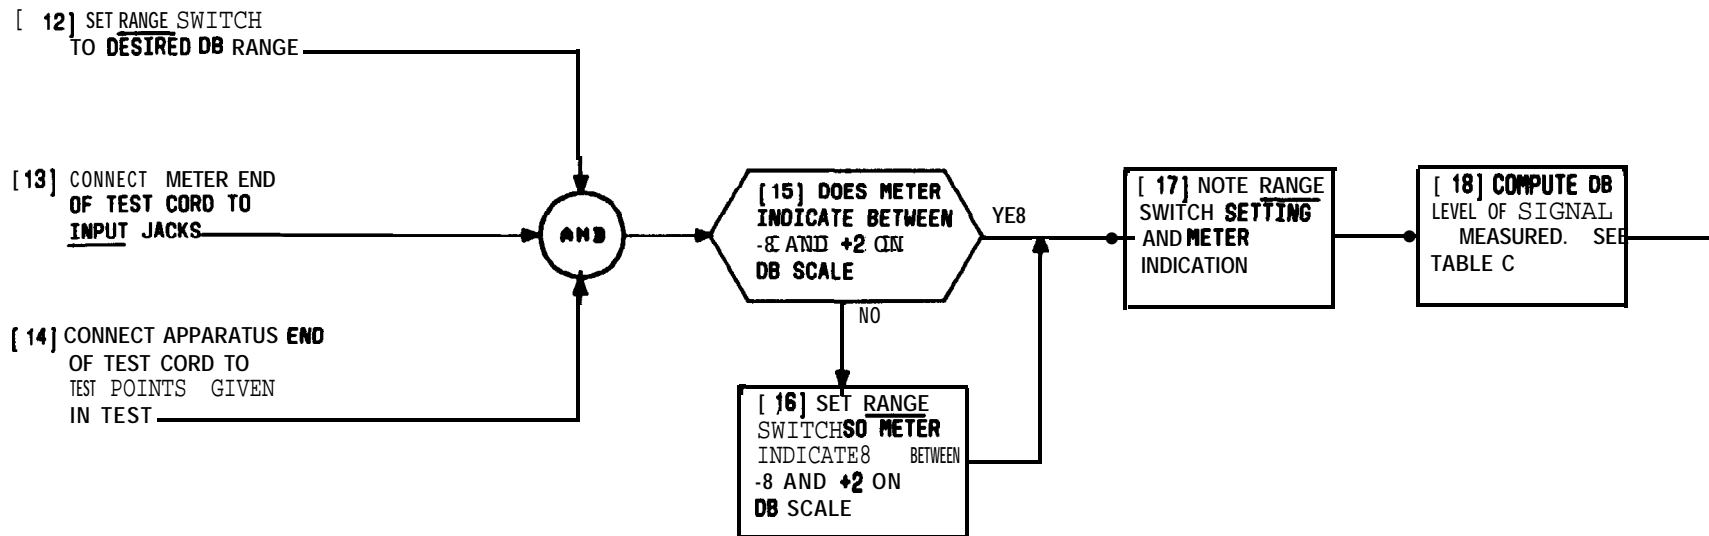 [ 12] SET RANGE SWITCH
TO DESIRED DB RANGE
[13] CONNECT METER END
OF TEST CORD TO
INPUT JACKS
[ 14] CONNECT APPARATUS END
OF TEST CORD TO
TEST POINTS GIVEN
IN TEST
AND
[15] DOES METER
INDICATE BETWEEN
-8 AND +2 ON
DB SCALE
YE8
NO
[ 16] SET RANGE
SWITCH SO METER
INDICATE8 BETWEEN
-8 AND +2 ON
DB SCALE
[ 17] NOTE RANGE
SWITCH SETTING
AND METER
INDICATION
[ 18] COMPUTE DB
LEVEL OF SIGNAL
MEASURED. SEE
TABLE C